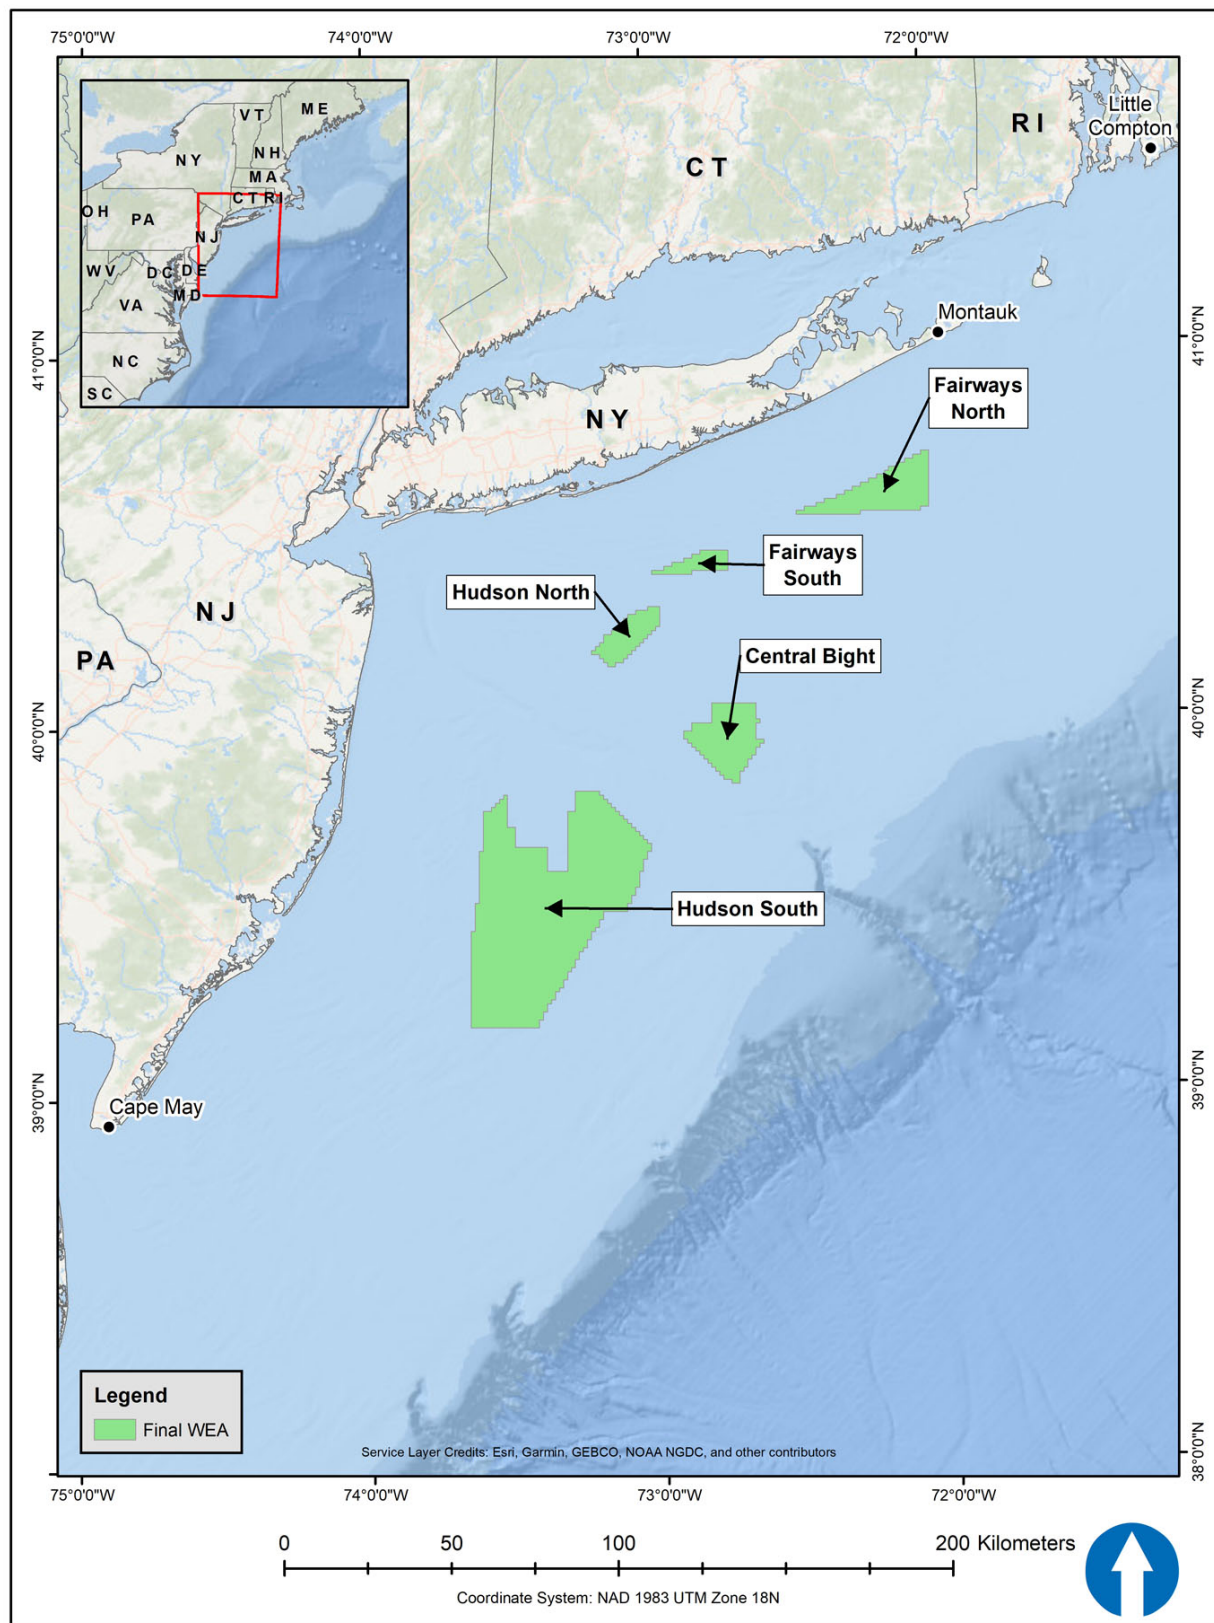 75°0'0"W 74°0'0"W 73°0'0"W 72°0'0"W
VT
ME
NY
NH
MA
CT RI
OH
PA
NJ
WV
DC
DE
MD
VA
NC
SC
RI
Little
Compton
CT
Montauk
41°0'0"N
41°0'0"N
Fairways
North
NY
Fairways
South
Hudson North
NJ
PA
Central Bight
40°0'0"N
40°0'0"N
Hudson South
39°0'0"N
39°0'0"N
Cape May
Legend
Final WEA
38°0'0"N
Service Layer Credits: Esri, Garmin, GEBCO, NOAA NGDC, and other contributors
75°0'0"W 74°0'0"W 73°0'0"W 72°0'0"W
0 50 100 200 Kilometers
Coordinate System: NAD 1983 UTM Zone 18N